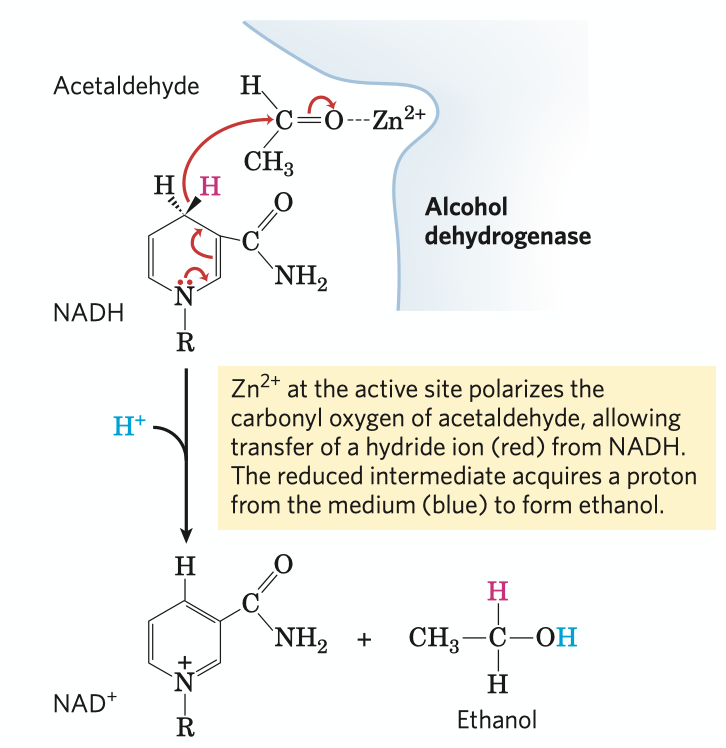 Acetaldehyde
H
C=O---Zn²⁺
CH₃
H H
O
C
NH₂
N
R
NADH
Alcohol
dehydrogenase
H⁺
Zn²⁺ at the active site polarizes the
carbonyl oxygen of acetaldehyde, allowing
transfer of a hydride ion (red) from NADH.
The reduced intermediate acquires a proton
from the medium (blue) to form ethanol.
H
O
C
NH₂
+
N
R
NAD⁺
+
H
CH₃—C—OH
H
Ethanol